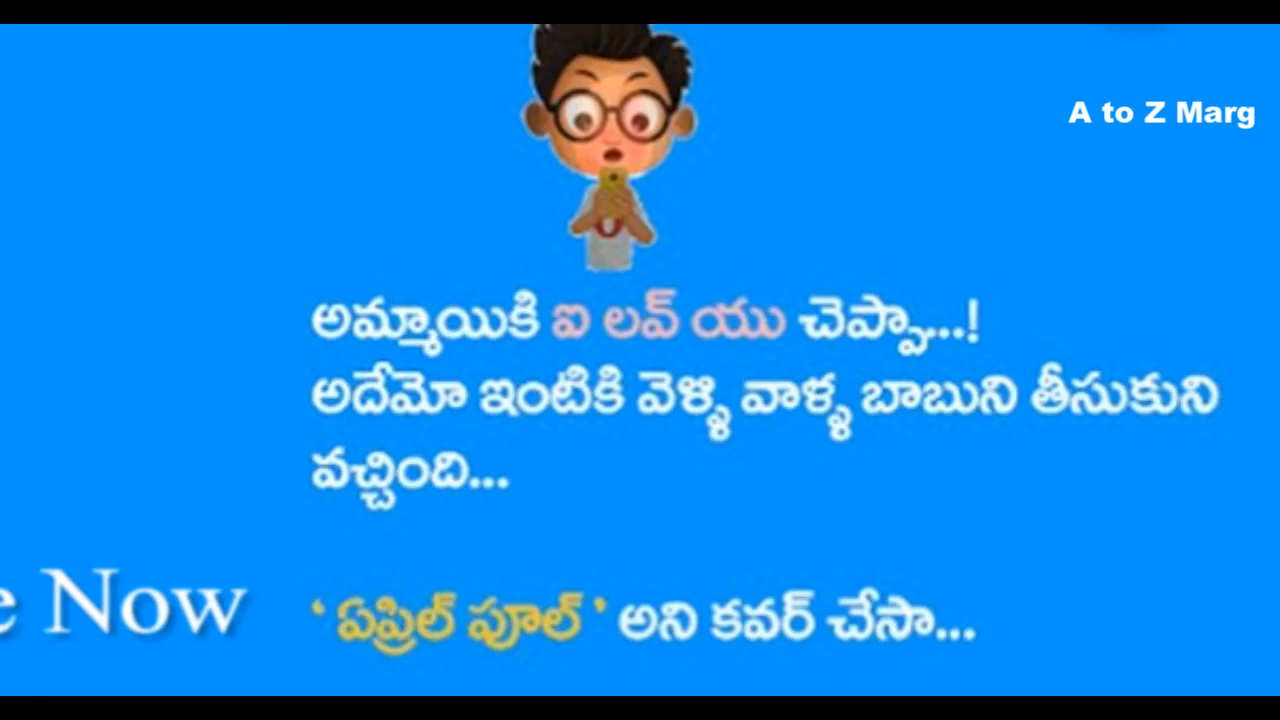 A to Z Marg
అమ్మాయికి ఐ లవ్ యు చెప్పా...!
అదేమో ఇంటికి వెళ్ళి వాళ్ళ బాబుని తీసుకుని
వచ్చింది...
e Now
‘ ఏప్రిల్ ఫూల్ ’ అని కవర్ చేసా...